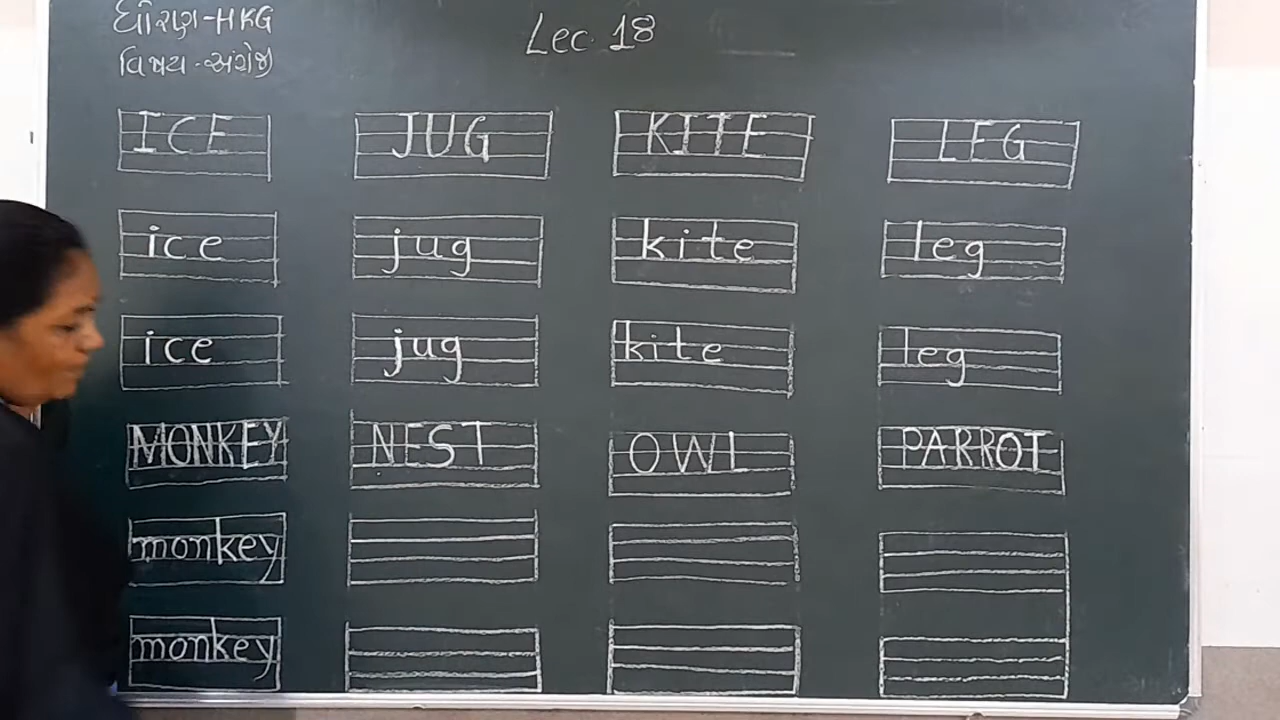 ધોરણ-HKG
Lec. 18
વિષય-અંગ્રેજી
ICE JUG KITE LEG
ice jug kite leg
ice jug kite leg
MONKEY NEST OWL PARROT
monkey
monkey